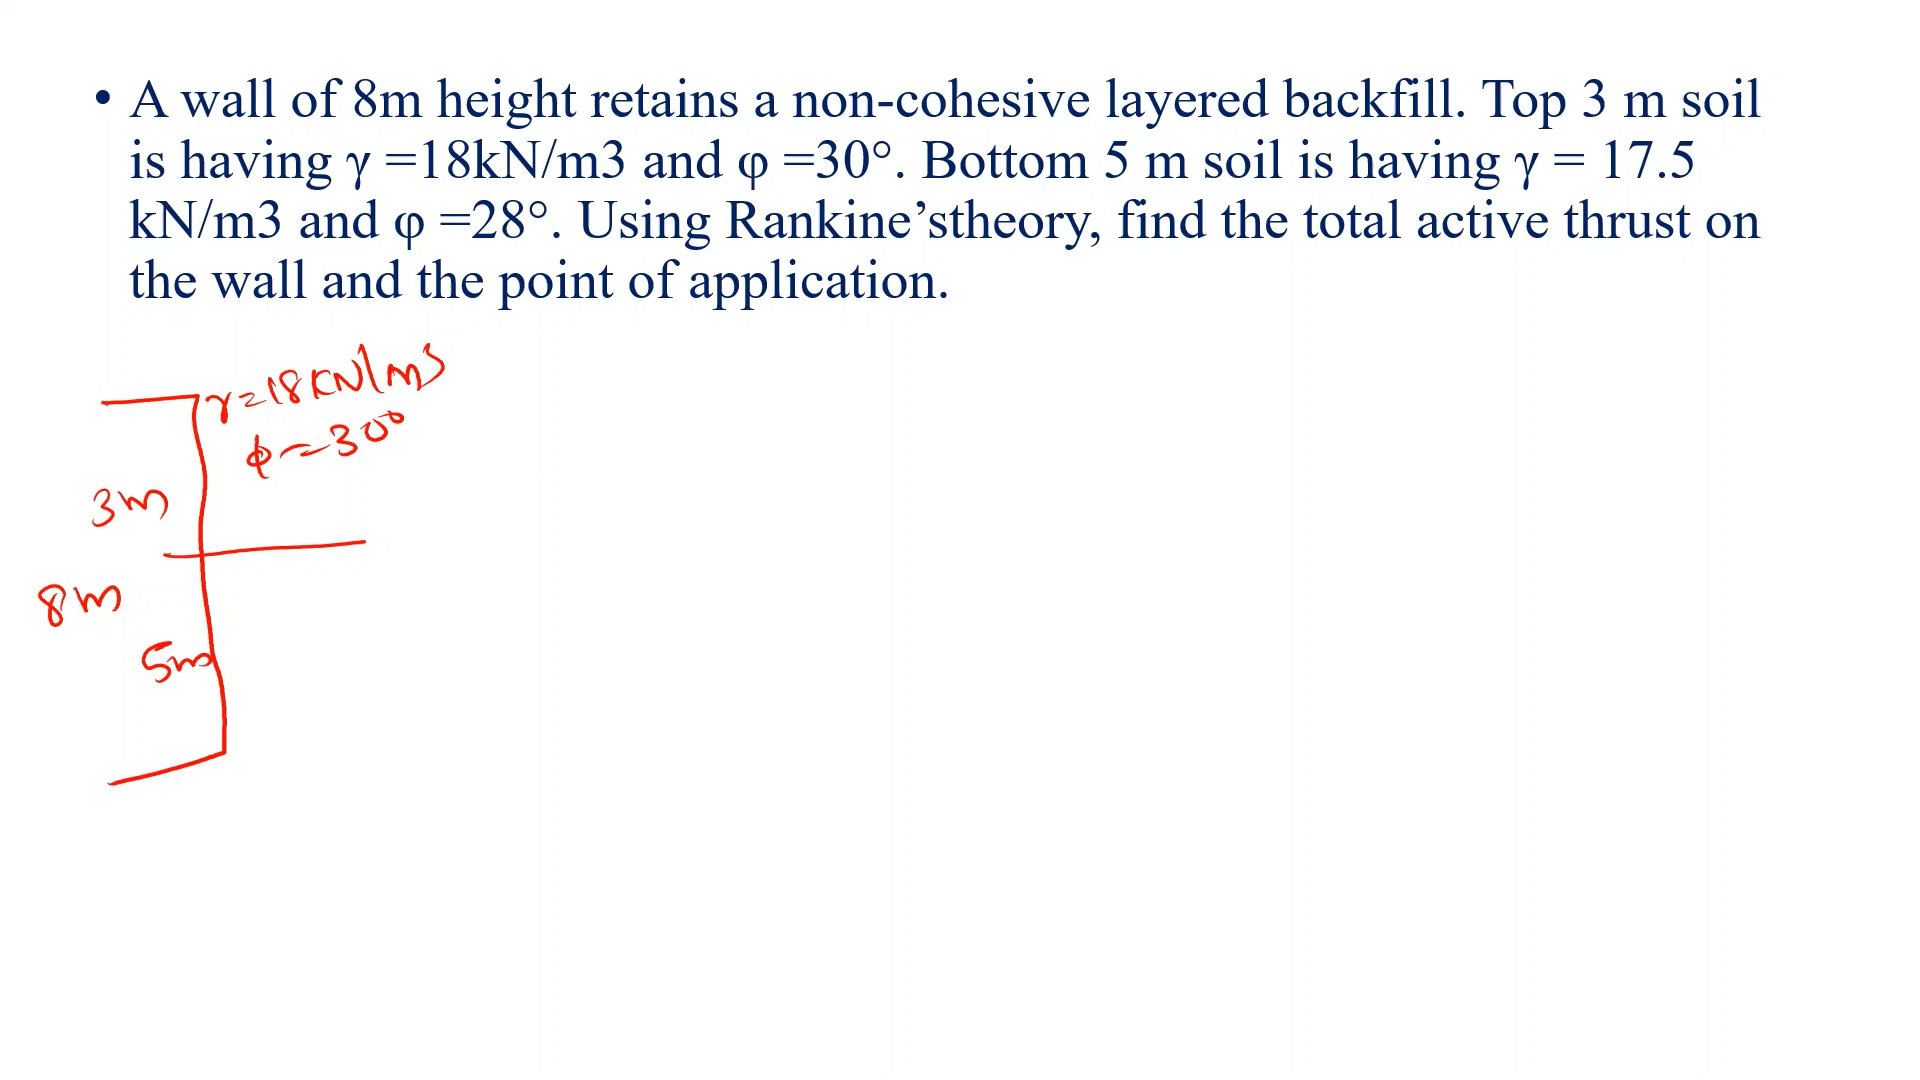 • A wall of 8m height retains a non-cohesive layered backfill. Top 3 m soil
is having γ =18kN/m3 and φ =30°. Bottom 5 m soil is having γ = 17.5
kN/m3 and φ =28°. Using Rankine’stheory, find the total active thrust on
the wall and the point of application.
γ=18KN/m3
ϕ=30°
3m
8m
5m